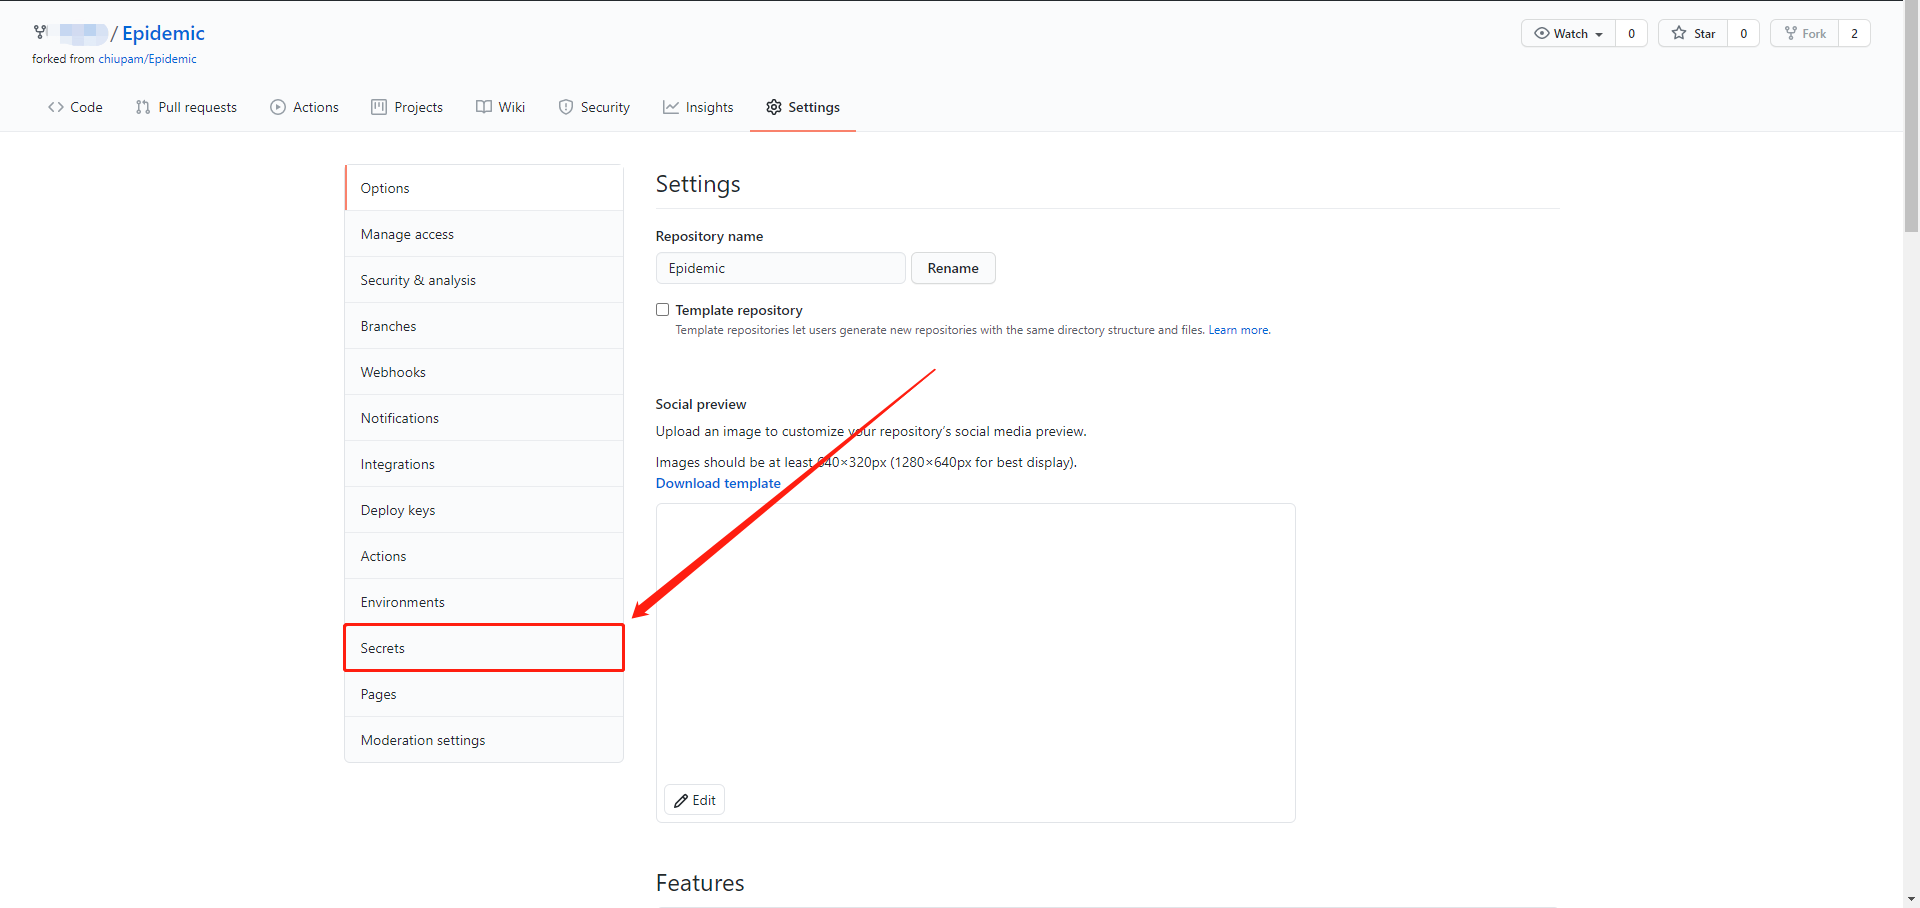 / Epidemic
forked from chiupam/Epidemic
Watch 0 Star 0 Fork 2
Code Pull requests Actions Projects Wiki Security Insights Settings
Options
Manage access
Security & analysis
Branches
Webhooks
Notifications
Integrations
Deploy keys
Actions
Environments
Secrets
Pages
Moderation settings
Settings
Repository name
Epidemic Rename
Template repository
Template repositories let users generate new repositories with the same directory structure and files. Learn more.
Social preview
Upload an image to customize your repository’s social media preview.
Images should be at least 640×320px (1280×640px for best display).
Download template
Edit
Features